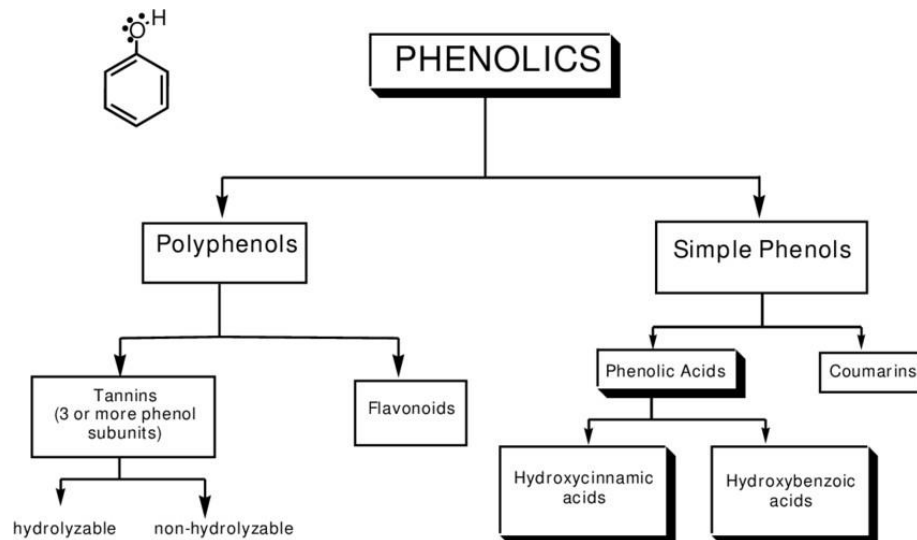 H
O
PHENOLICS
Polyphenols
Simple Phenols
Tannins
(3 or more phenol
subunits)
Flavonoids
Phenolic Acids
Coumarins
hydrolyzable
non-hydrolyzable
Hydroxycinnamic
acids
Hydroxybenzoic
acids